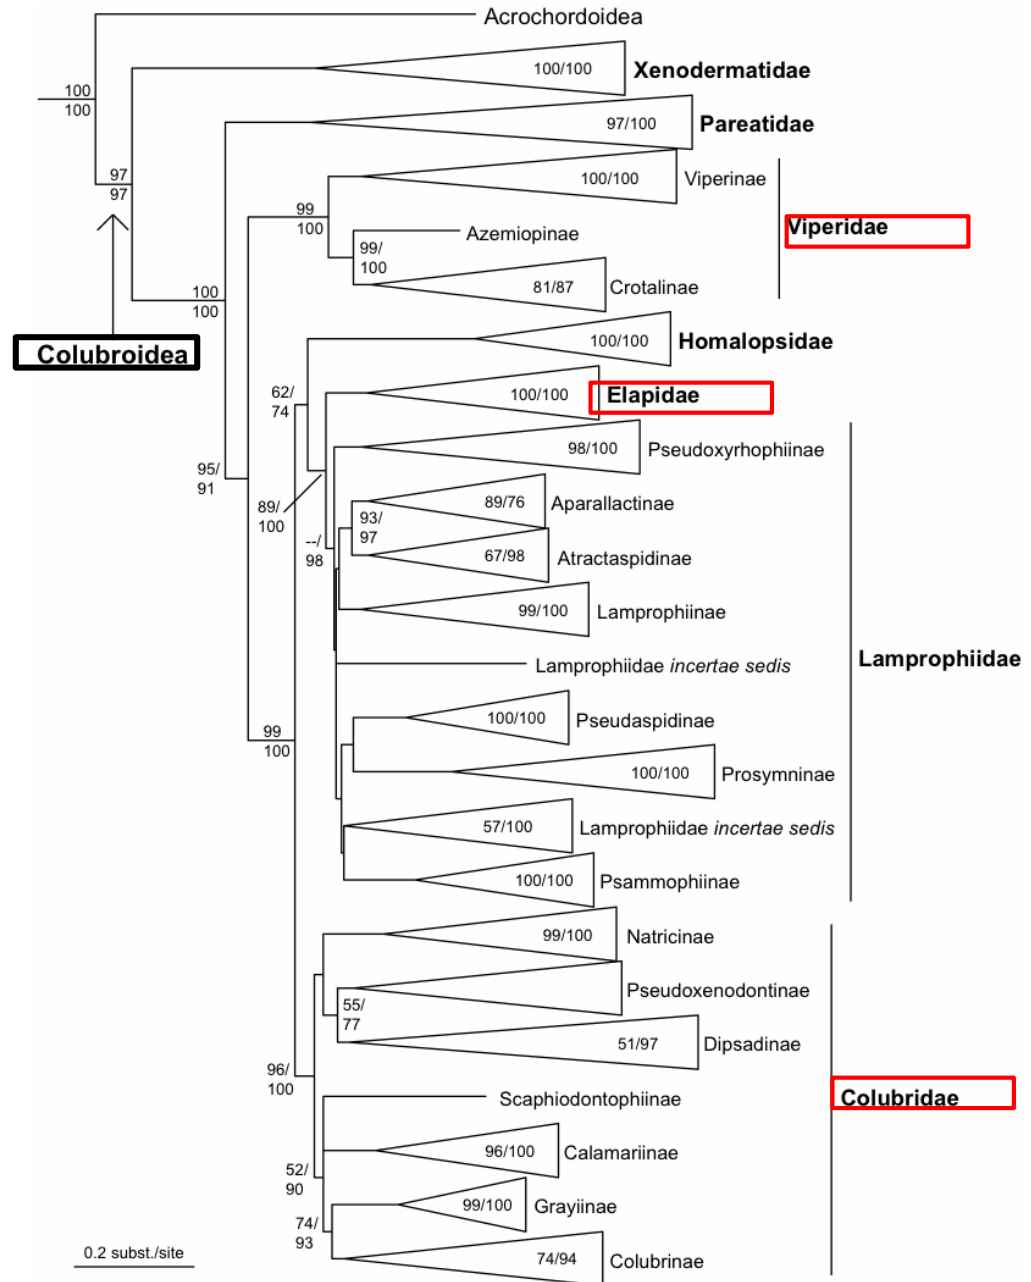 Acrochordoidea
100/100 Xenodermatidae
100
100
97/100 Pareatidae
97
97
100/100 Viperinae
99
100
Viperidae
Azemiopinae
99/
100
81/87 Crotalinae
100
100
Colubroidea
100/100 Homalopsidae
62/
74
100/100 Elapidae
98/100 Pseudoxyrhophiinae
95/
91
89/
100
89/76 Aparallactinae
93/
97
--/
98
67/98 Atractaspidinae
99/100 Lamprophiinae
Lamprophiidae incertae sedis
Lamprophiidae
100/100 Pseudaspidinae
99
100
100/100 Prosymninae
57/100 Lamprophiidae incertae sedis
100/100 Psammophiinae
99/100 Natricinae
Pseudoxenodontinae
55/
77
51/97 Dipsadinae
96/
100
Scaphiodontophiinae
Colubridae
96/100 Calamariinae
52/
90
99/100 Grayiinae
74/
93
74/94 Colubrinae
0.2 subst./site